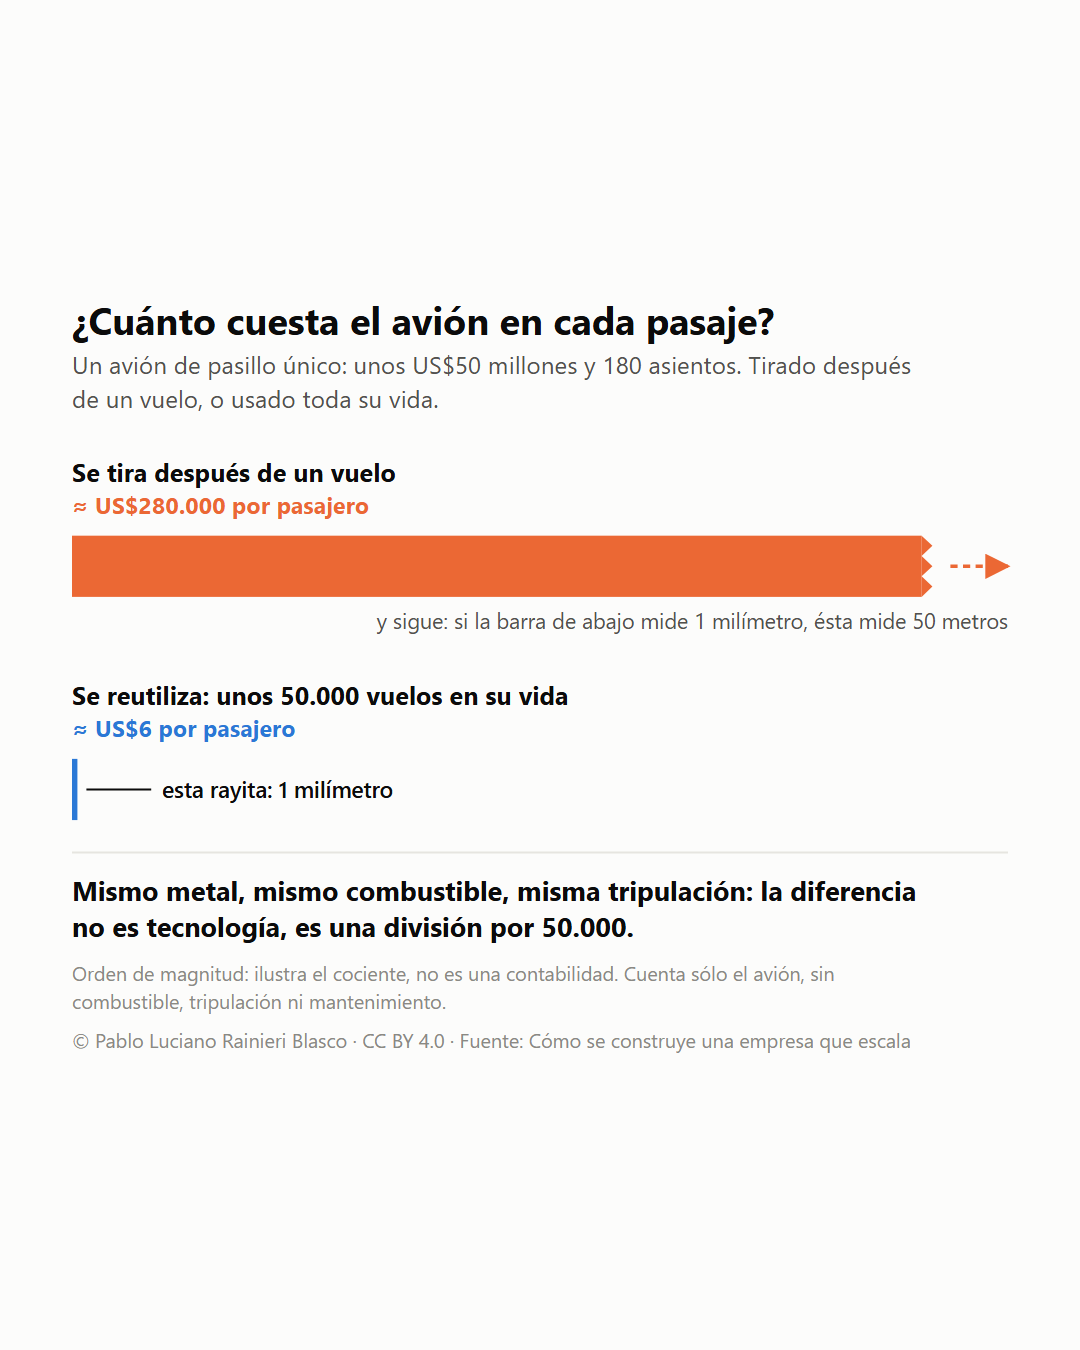 ¿Cuánto cuesta el avión en cada pasaje?
Un avión de pasillo único: unos US$50 millones y 180 asientos. Tirado después
de un vuelo, o usado toda su vida.
Se tira después de un vuelo
≈ US$280.000 por pasajero
y sigue: si la barra de abajo mide 1 milímetro, ésta mide 50 metros
Se reutiliza: unos 50.000 vuelos en su vida
≈ US$6 por pasajero
esta rayita: 1 milímetro
Mismo metal, mismo combustible, misma tripulación: la diferencia
no es tecnología, es una división por 50.000.
Orden de magnitud: ilustra el cociente, no es una contabilidad. Cuenta sólo el avión, sin
combustible, tripulación ni mantenimiento.
© Pablo Luciano Rainieri Blasco · CC BY 4.0 · Fuente: Cómo se construye una empresa que escala